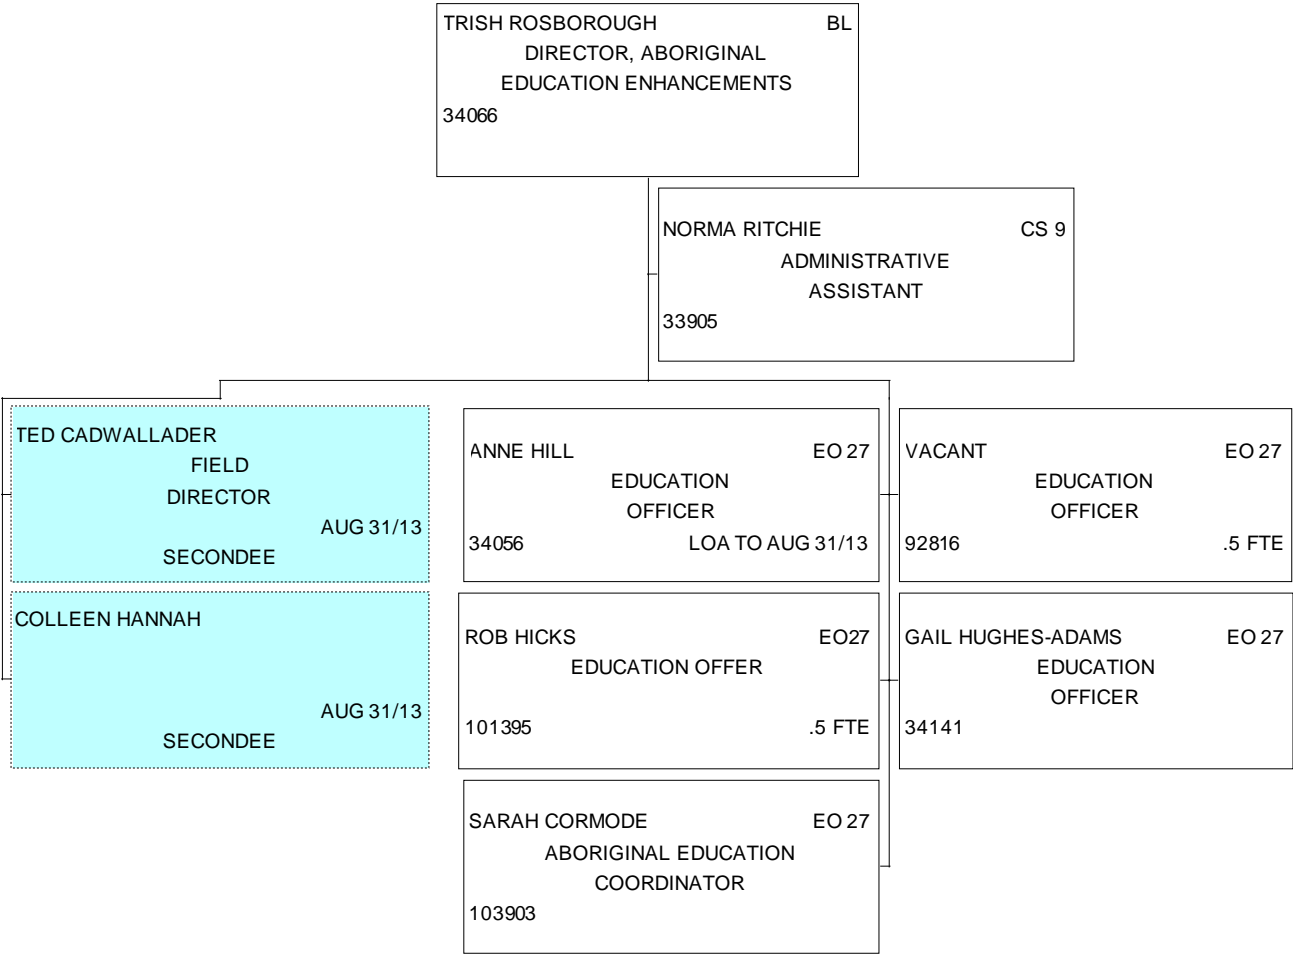 TRISH ROSBOROUGH BL
DIRECTOR, ABORIGINAL
EDUCATION ENHANCEMENTS
34066
NORMA RITCHIE CS 9
ADMINISTRATIVE
ASSISTANT
33905
TED CADWALLADER
FIELD
DIRECTOR
AUG 31/13
SECONDEE
COLLEEN HANNAH
AUG 31/13
SECONDEE
ANNE HILL EO 27
EDUCATION
OFFICER
34056 LOA TO AUG 31/13
ROB HICKS EO27
EDUCATION OFFER
101395 .5 FTE
SARAH CORMODE EO 27
ABORIGINAL EDUCATION
COORDINATOR
103903
VACANT EO 27
EDUCATION
OFFICER
92816 .5 FTE
GAIL HUGHES-ADAMS EO 27
EDUCATION
OFFICER
34141